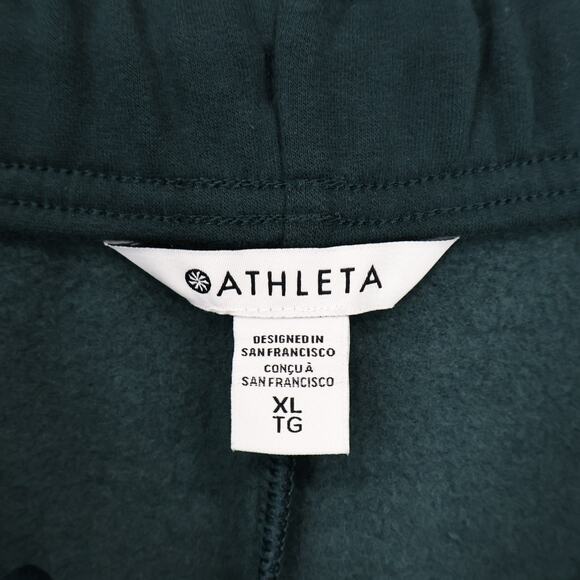 ATHLETA
DESIGNED IN
SAN FRANCISCO
CONÇU À
SAN FRANCISCO
XL
TG